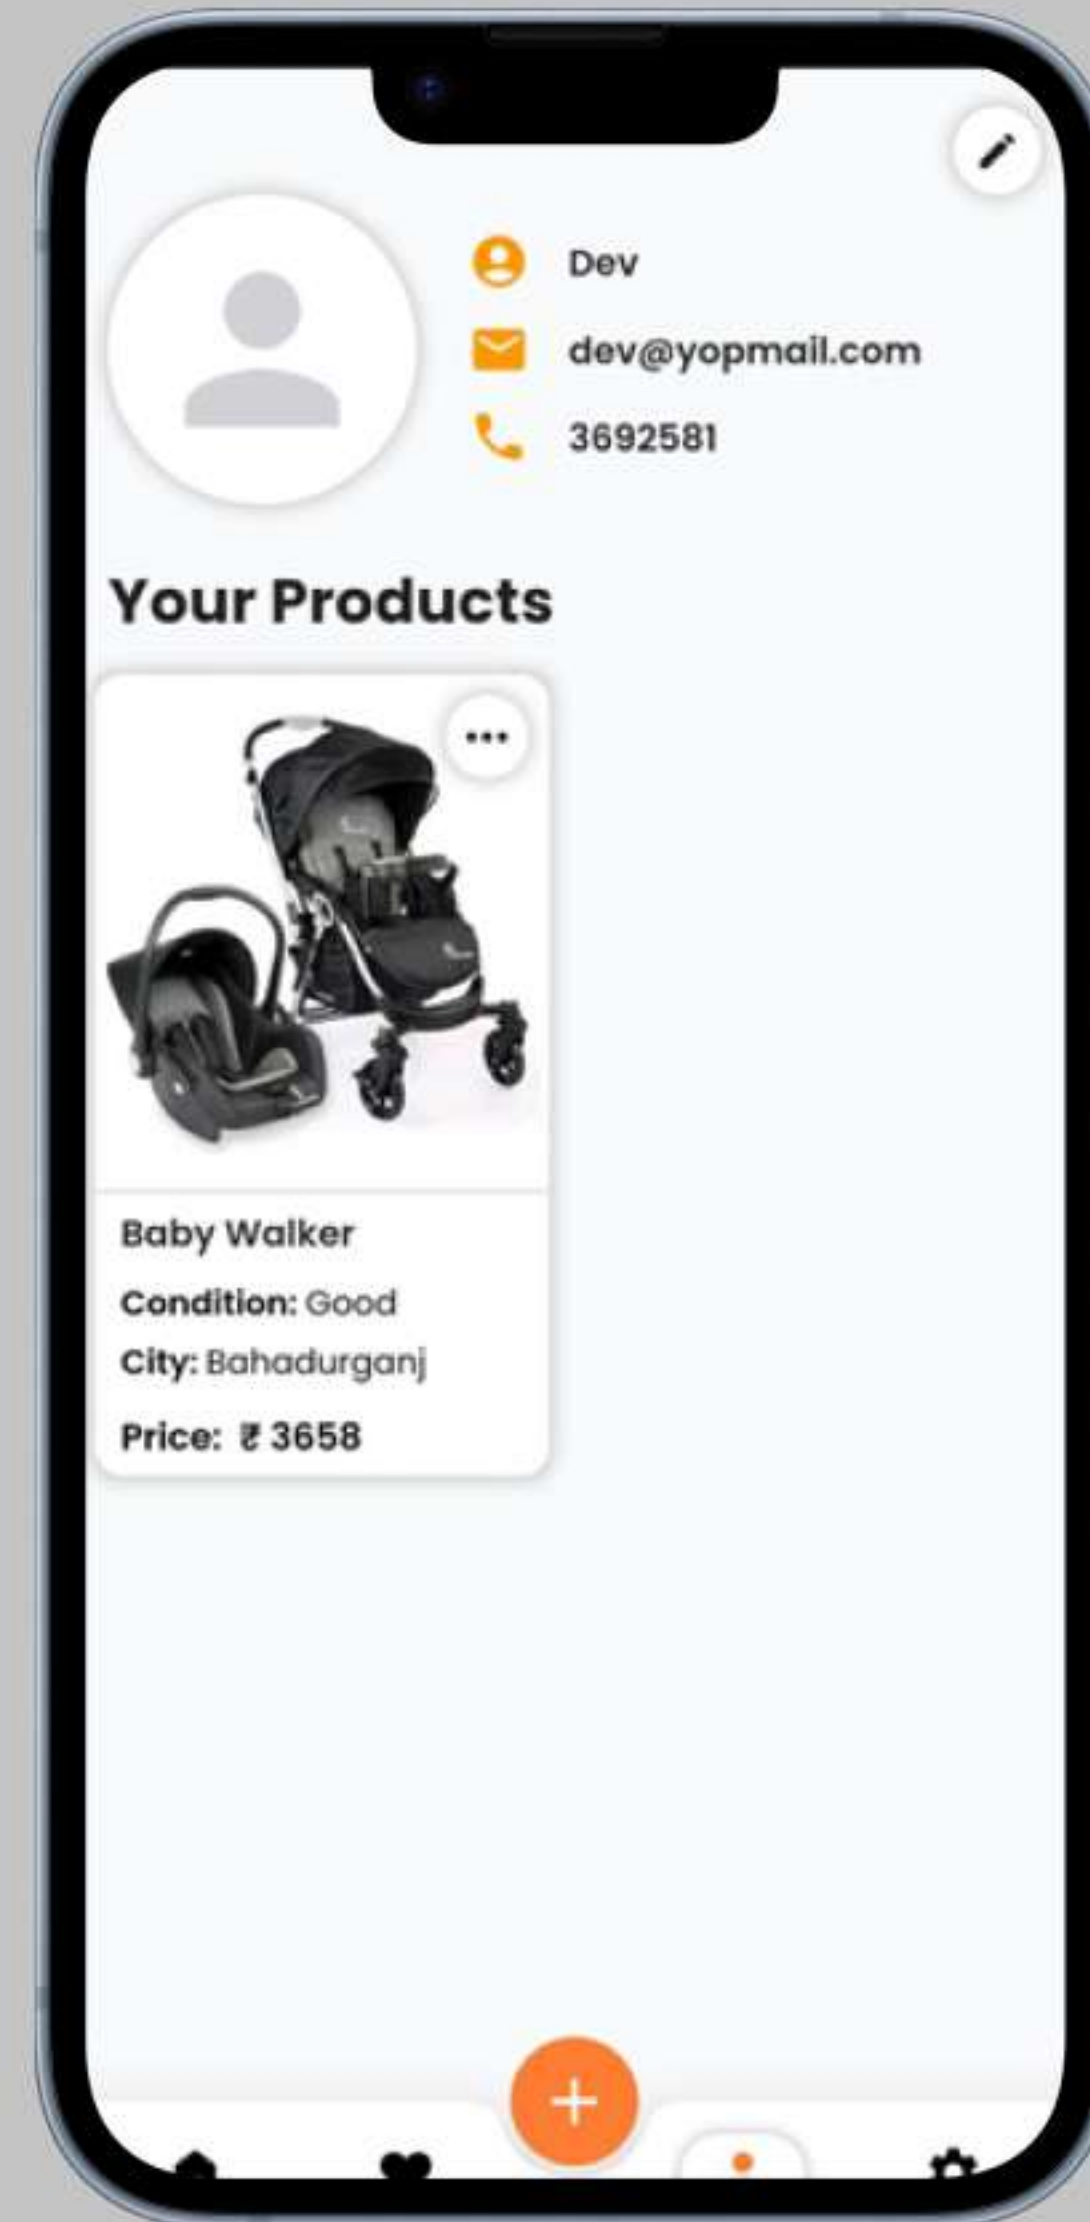 Dev
dev@yopmail.com
3692581
Your Products
Baby Walker
Condition: Good
City: Bahadurganj
Price: ₹ 3658